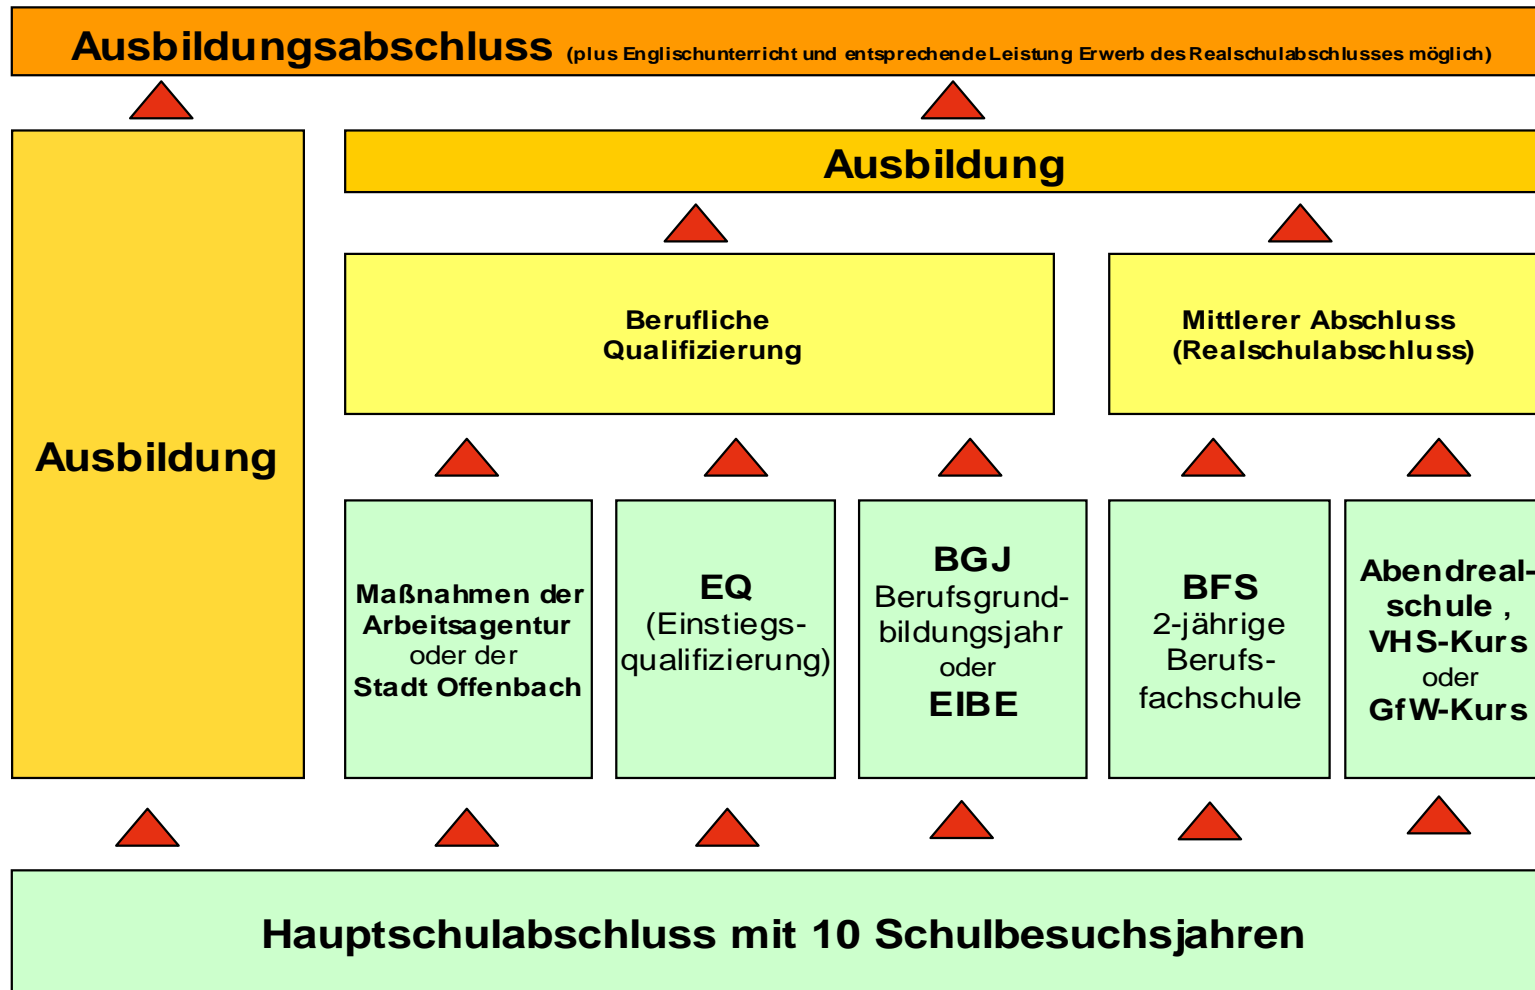 Ausbildungsabschluss (plus Englischunterricht und entsprechende Leistung Erwerb des Realschulabschlusses möglich)
Ausbildung
Berufliche
Qualifizierung
Mittlerer Abschluss
(Realschulabschluss)
Ausbildung
Maßnahmen der
Arbeitsagentur
oder der
Stadt Offenbach
EQ
(Einstiegs-
qualifizierung)
BGJ
Berufsgrund-
bildungsjahr
oder
EIBE
BFS
2-jährige
Berufs-
fachschule
Abendreal-
schule ,
VHS-Kurs
oder
GfW-Kurs
Hauptschulabschluss mit 10 Schulbesuchsjahren